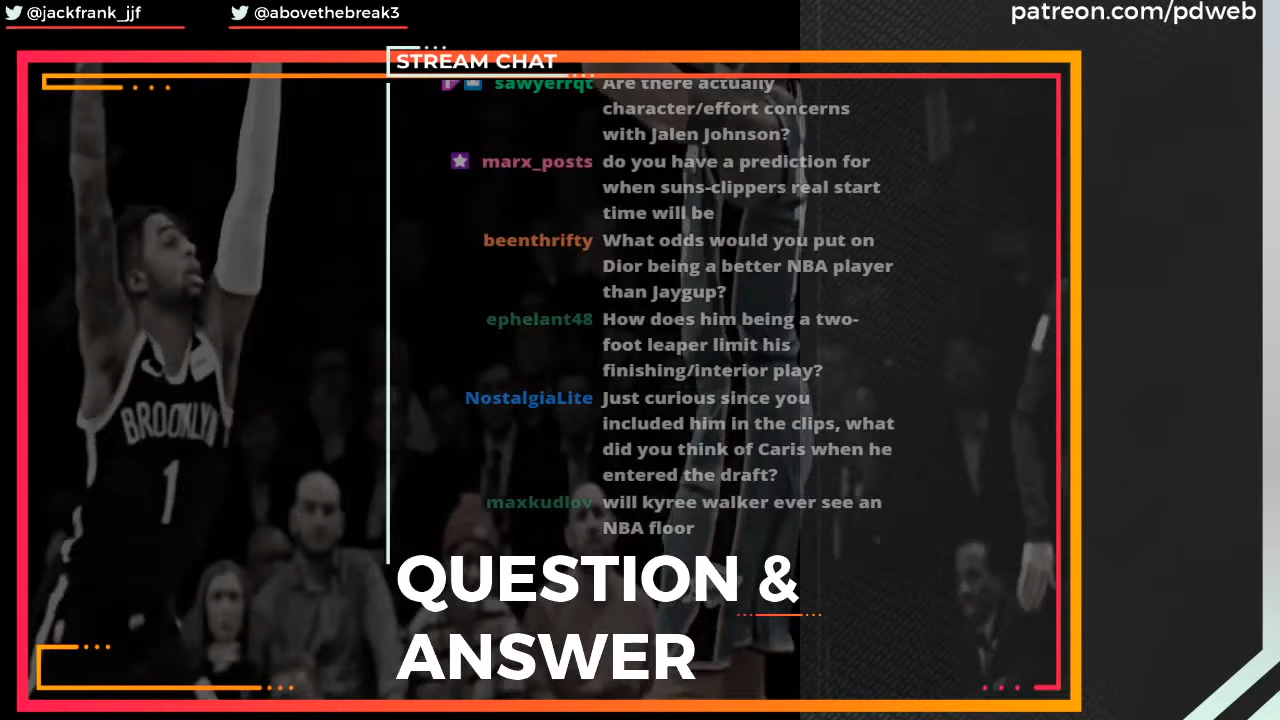 @jackfrank_jjf
@abovethebreak3
patreon.com/pdweb
STREAM CHAT
sawyerrqt Are there actually
character/effort concerns
with Jalen Johnson?
marx_posts do you have a prediction for
when suns-clippers real start
time will be
beenthrifty What odds would you put on
Dior being a better NBA player
than Jaygup?
ephelant48 How does him being a two-
foot leaper limit his
finishing/interior play?
NostalgiaLite Just curious since you
included him in the clips, what
did you think of Caris when he
entered the draft?
maxkudlov will kyree walker ever see an
NBA floor
BROOKLYN
1
QUESTION &
ANSWER